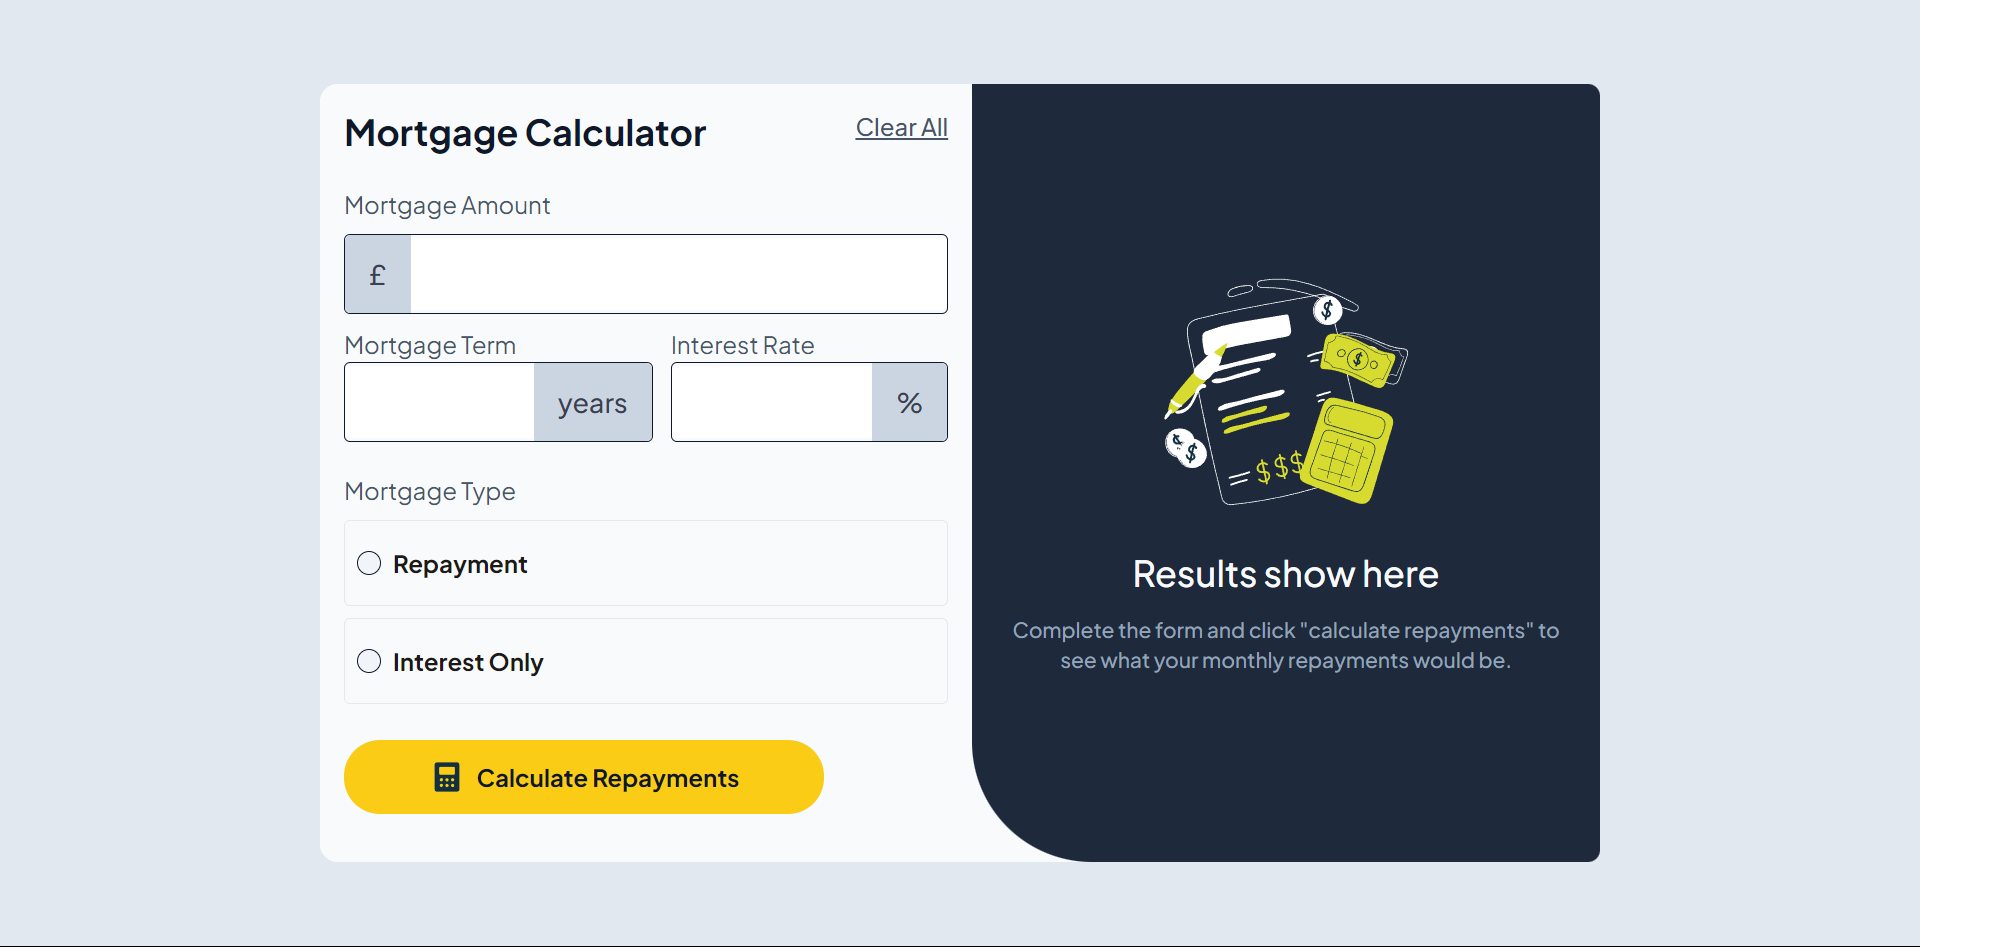 Mortgage Calculator
Clear All
Mortgage Amount
£
Mortgage Term
Interest Rate
years
%
Mortgage Type
Repayment
Interest Only
Calculate Repayments
$
$
$
$
$$$
Results show here
Complete the form and click "calculate repayments" to
see what your monthly repayments would be.